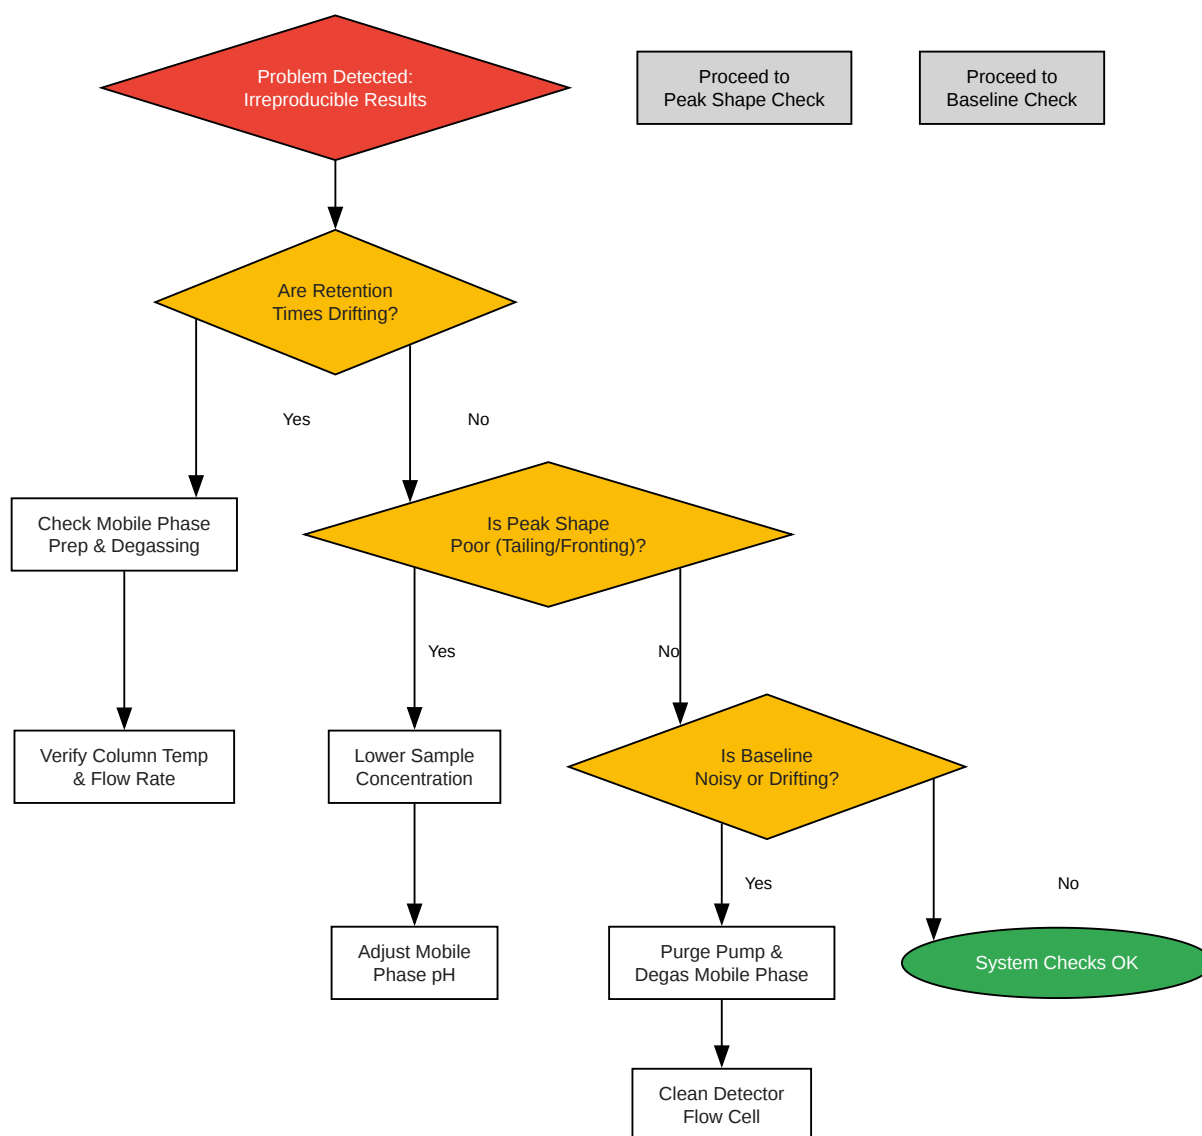 Problem Detected:
Irreproducible Results
Proceed to
Peak Shape Check
Proceed to
Baseline Check
Are Retention
Times Drifting?
Yes
No
Check Mobile Phase
Prep & Degassing
Is Peak Shape
Poor (Tailing/Fronting)?
Yes
No
Verify Column Temp
& Flow Rate
Lower Sample
Concentration
Is Baseline
Noisy or Drifting?
Yes
No
Adjust Mobile
Phase pH
Purge Pump &
Degas Mobile Phase
System Checks OK
Clean Detector
Flow Cell